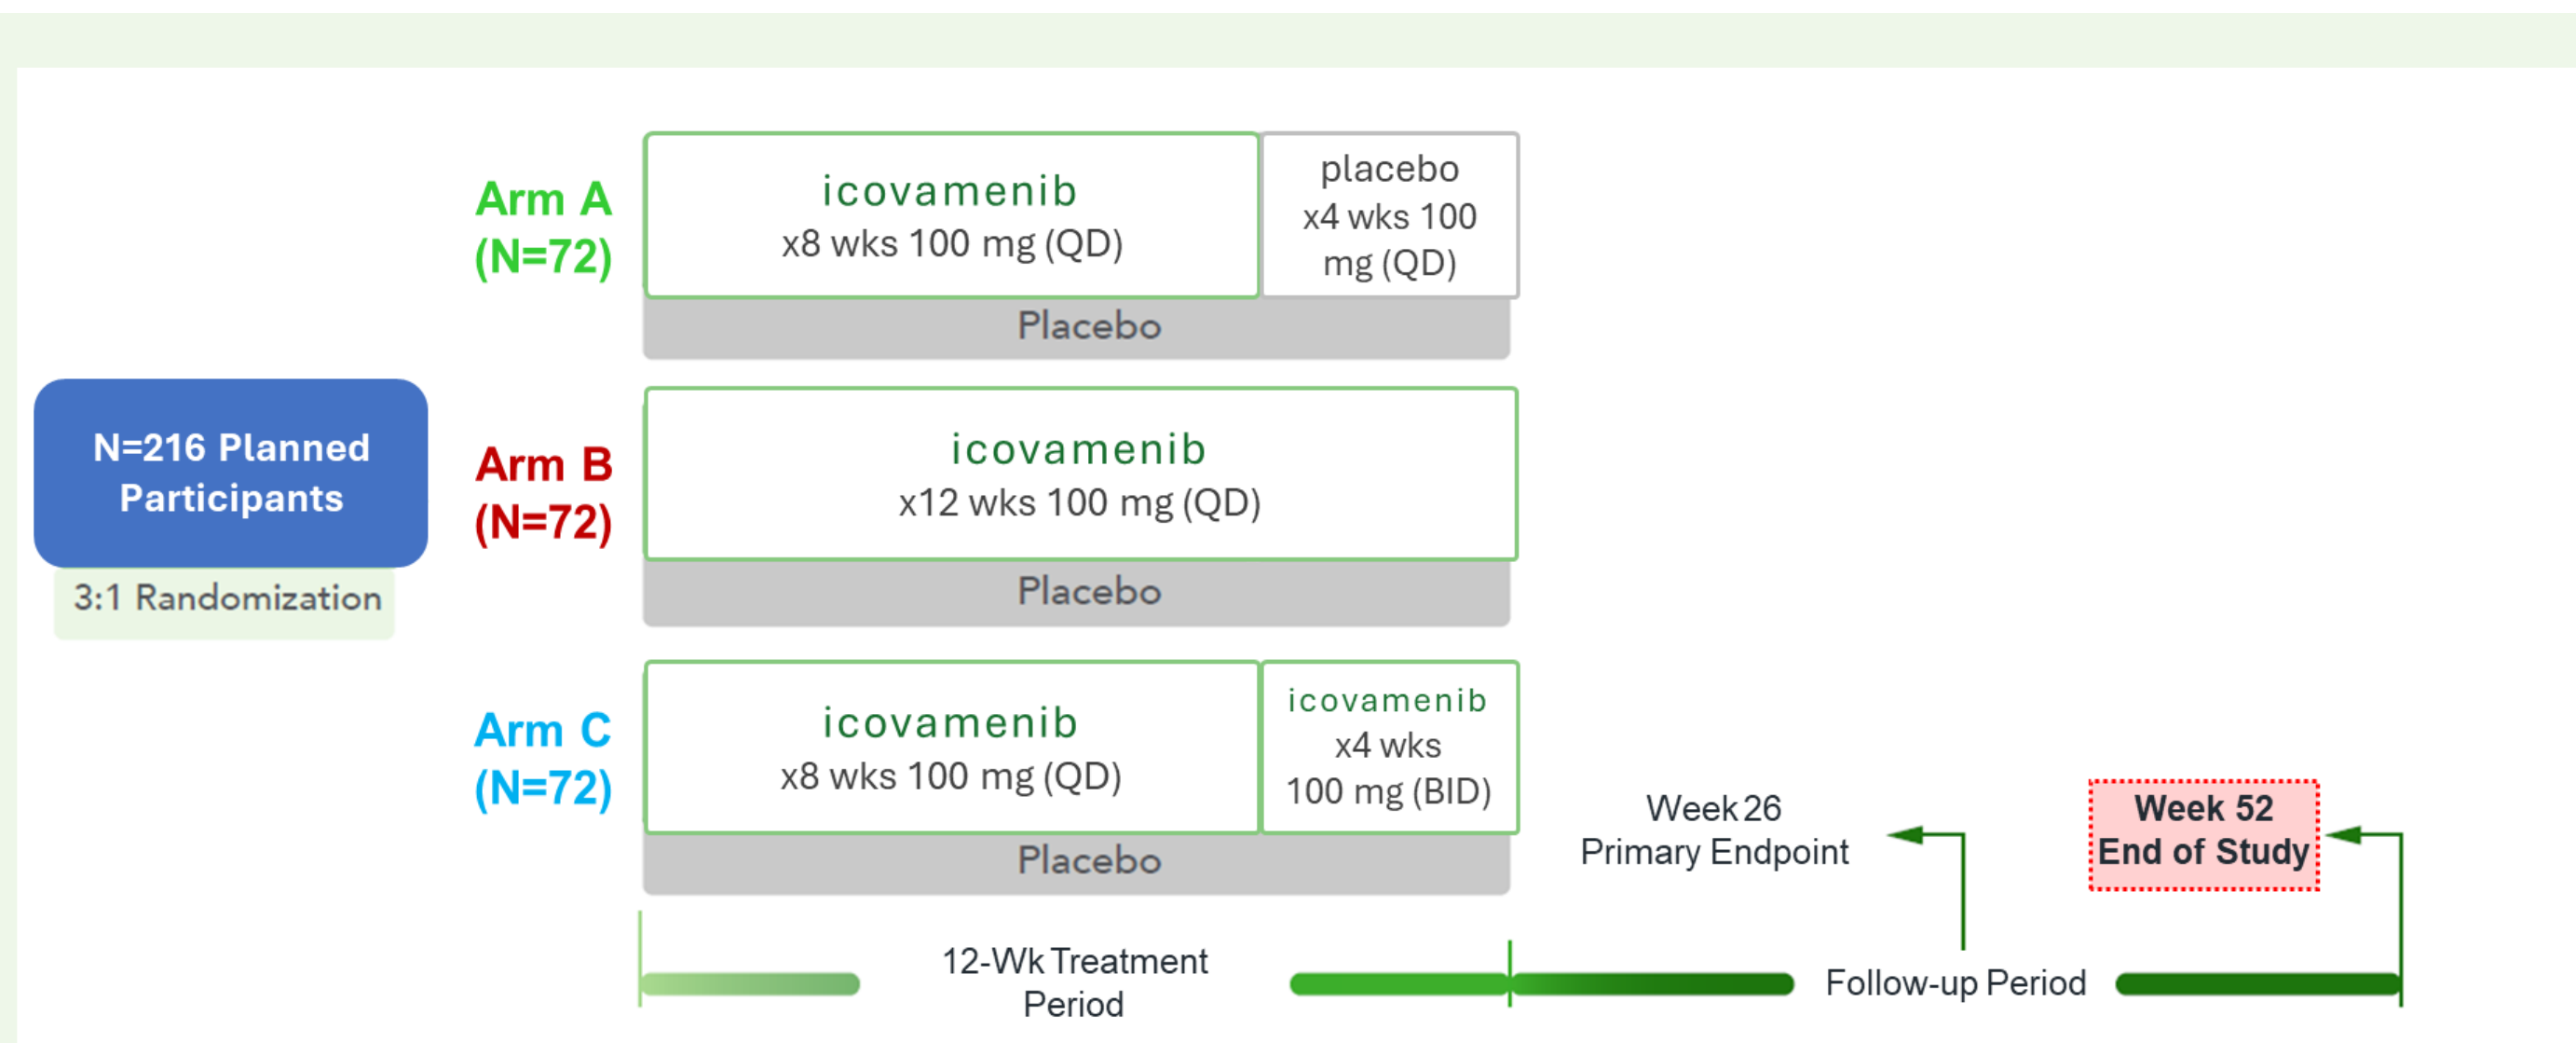 N=216 Planned
Participants
3:1 Randomization
Arm A
(N=72)
icovamenib
x8 wks 100 mg (QD)
placebo
x4 wks 100
mg (QD)
Placebo
Arm B
(N=72)
icovamenib
x12 wks 100 mg (QD)
Placebo
Arm C
(N=72)
icovamenib
x8 wks 100 mg (QD)
icovamenib
x4 wks
100 mg (BID)
Placebo
Week 26
Primary Endpoint
Week 52
End of Study
12-Wk Treatment
Period
Follow-up Period